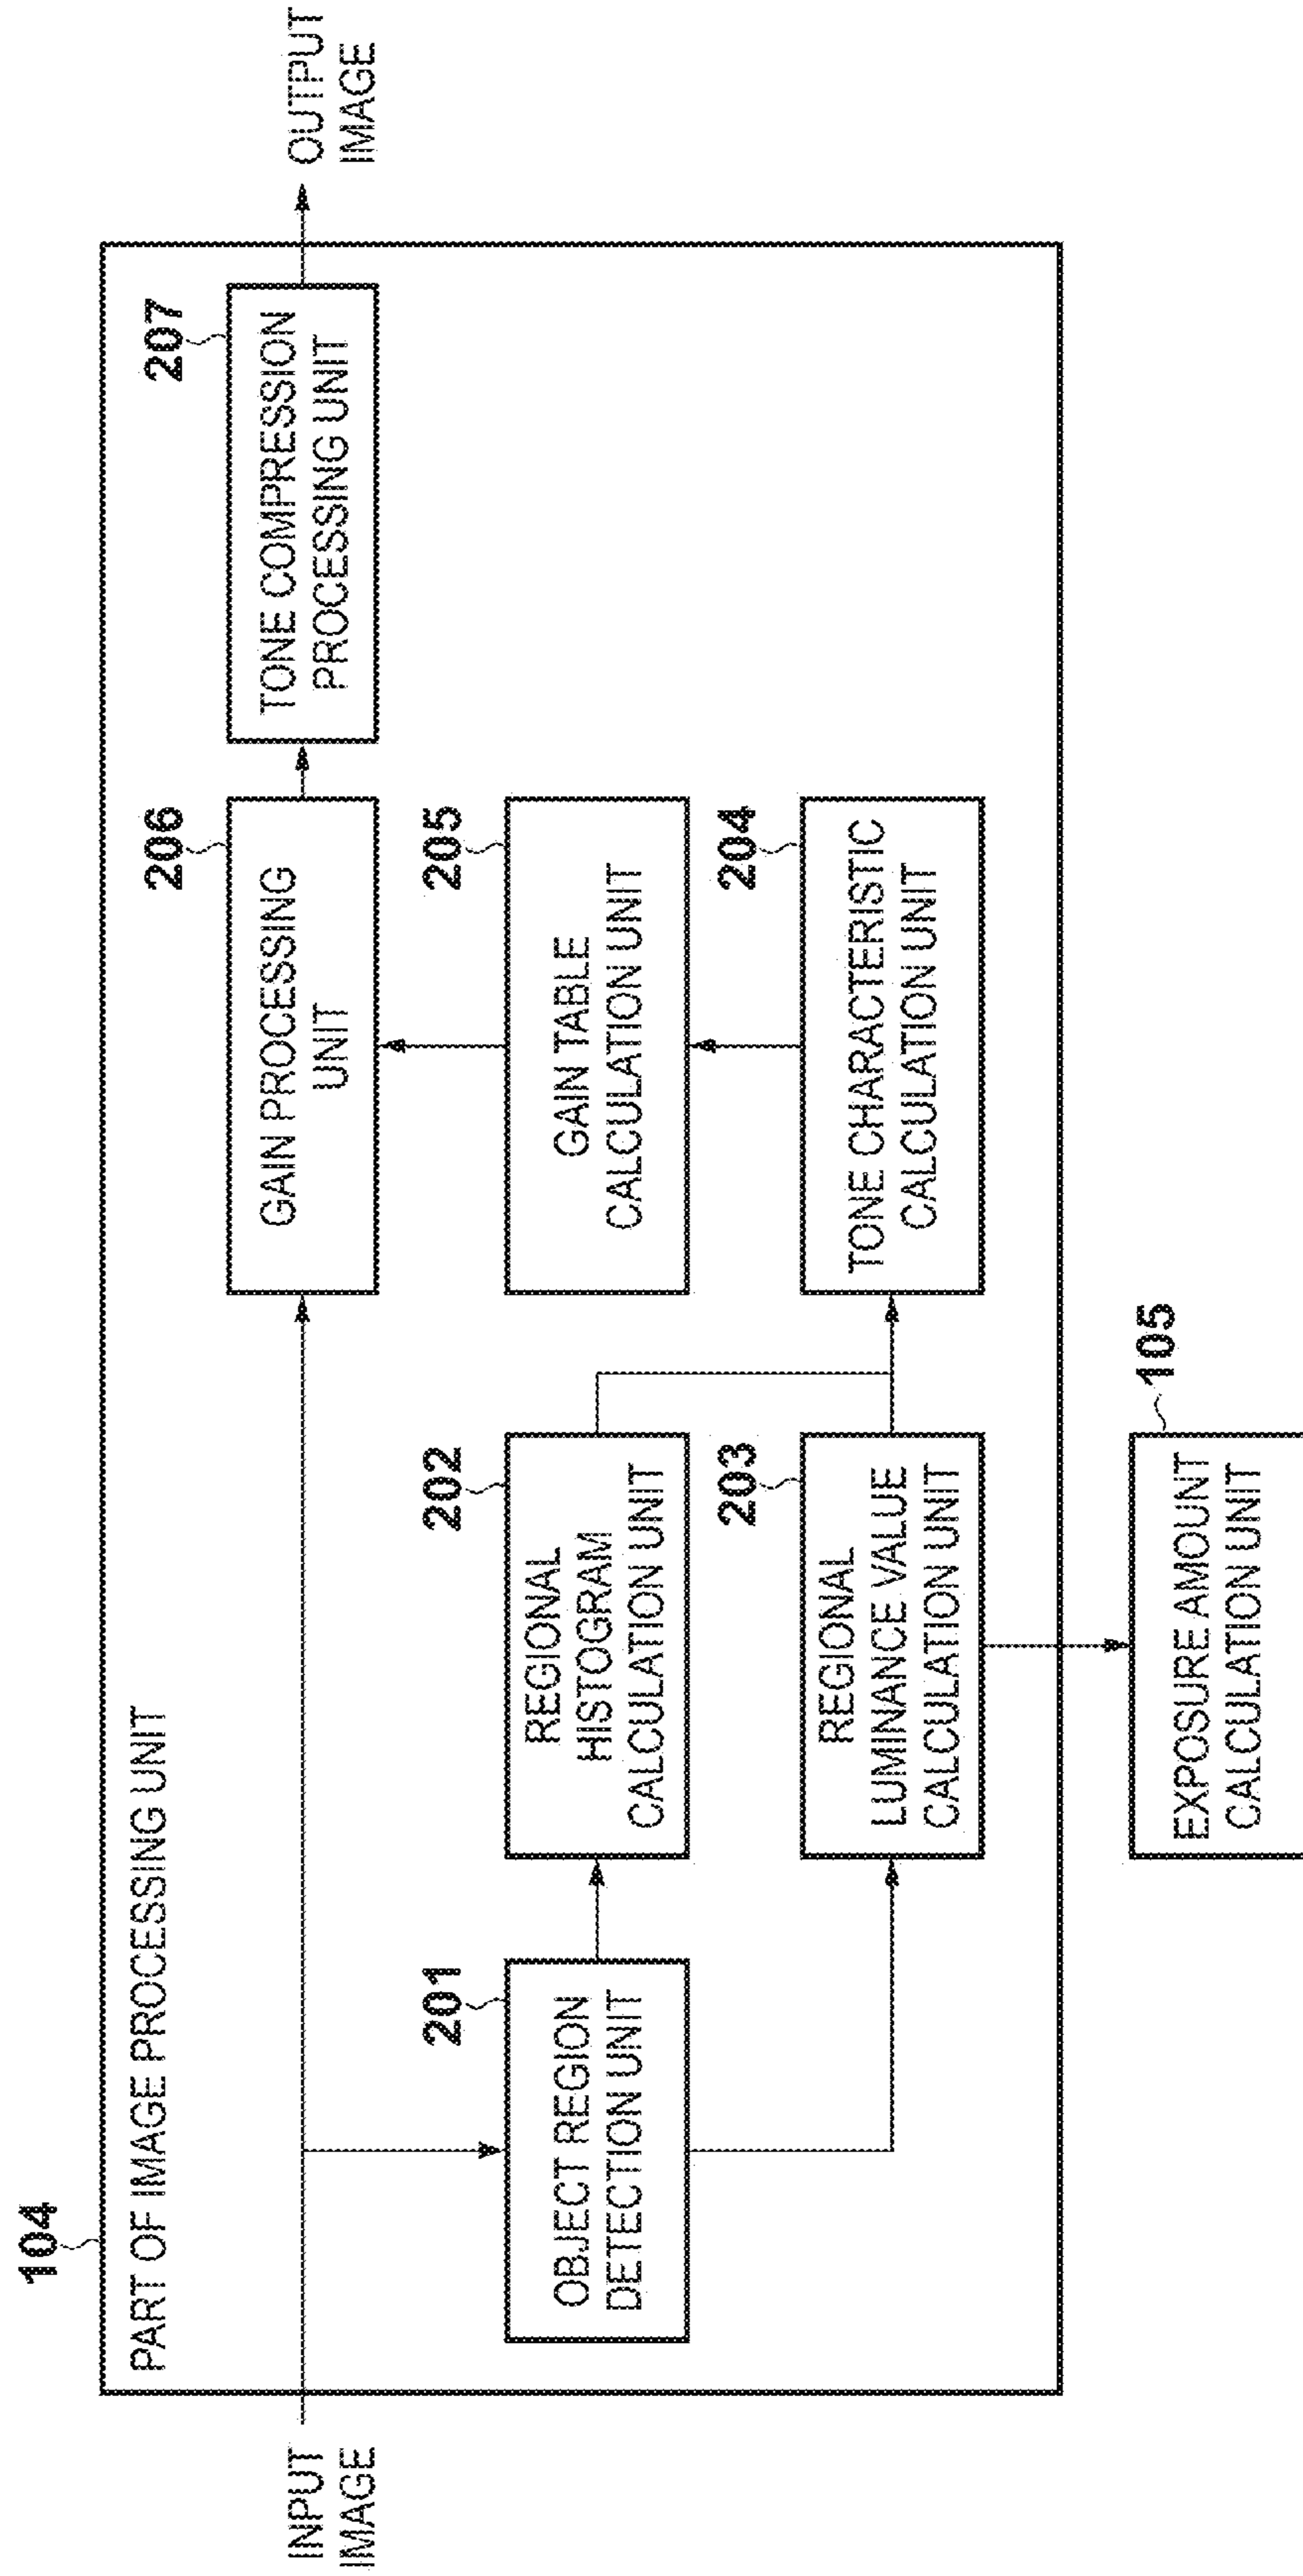 104
PART OF IMAGE PROCESSING UNIT
INPUT
IMAGE
OUTPUT
IMAGE
206
GAIN PROCESSING
UNIT
207
TONE COMPRESSION
PROCESSING UNIT
201
OBJECT REGION
DETECTION UNIT
202
REGIONAL
HISTOGRAM
CALCULATION UNIT
205
GAIN TABLE
CALCULATION UNIT
203
REGIONAL
LUMINANCE VALUE
CALCULATION UNIT
204
TONE CHARACTERISTIC
CALCULATION UNIT
105
EXPOSURE AMOUNT
CALCULATION UNIT